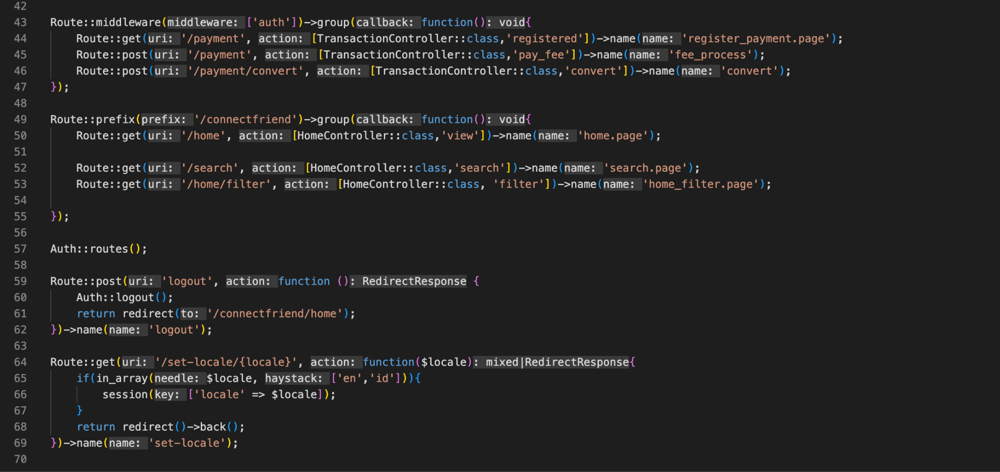 42
43 Route::middleware(middleware: ['auth'])->group(callback: function(): void{
44 Route::get(uri: '/payment', action: [TransactionController::class,'registered'])->name(name: 'register_payment.page');
45 Route::post(uri: '/payment', action: [TransactionController::class,'pay_fee'])->name(name: 'fee_process');
46 Route::post(uri: '/payment/convert', action: [TransactionController::class,'convert'])->name(name: 'convert');
47 });
48
49 Route::prefix(prefix: '/connectfriend')->group(callback: function(): void{
50 Route::get(uri: '/home', action: [HomeController::class,'view'])->name(name: 'home.page');
51
52 Route::get(uri: '/search', action: [HomeController::class,'search'])->name(name: 'search.page');
53 Route::get(uri: '/home/filter', action: [HomeController::class, 'filter'])->name(name: 'home_filter.page');
54
55 });
56
57 Auth::routes();
58
59 Route::post(uri: 'logout', action: function (): RedirectResponse {
60 Auth::logout();
61 return redirect(to: '/connectfriend/home');
62 })->name(name: 'logout');
63
64 Route::get(uri: '/set-locale/{locale}', action: function($locale): mixed|RedirectResponse{
65 if(in_array(needle: $locale, haystack: ['en','id'])){
66 session(key: ['locale' => $locale]);
67 }
68 return redirect()->back();
69 })->name(name: 'set-locale');
70